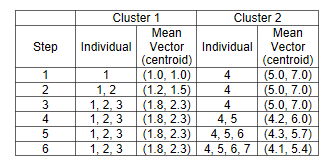 Cluster 1 Cluster 2
Step Individual Mean Vector (centroid) Individual Mean Vector (centroid)
1 1 (1.0, 1.0) 4 (5.0, 7.0)
2 1, 2 (1.2, 1.5) 4 (5.0, 7.0)
3 1, 2, 3 (1.8, 2.3) 4 (5.0, 7.0)
4 1, 2, 3 (1.8, 2.3) 4, 5 (4.2, 6.0)
5 1, 2, 3 (1.8, 2.3) 4, 5, 6 (4.3, 5.7)
6 1, 2, 3 (1.8, 2.3) 4, 5, 6, 7 (4.1, 5.4)